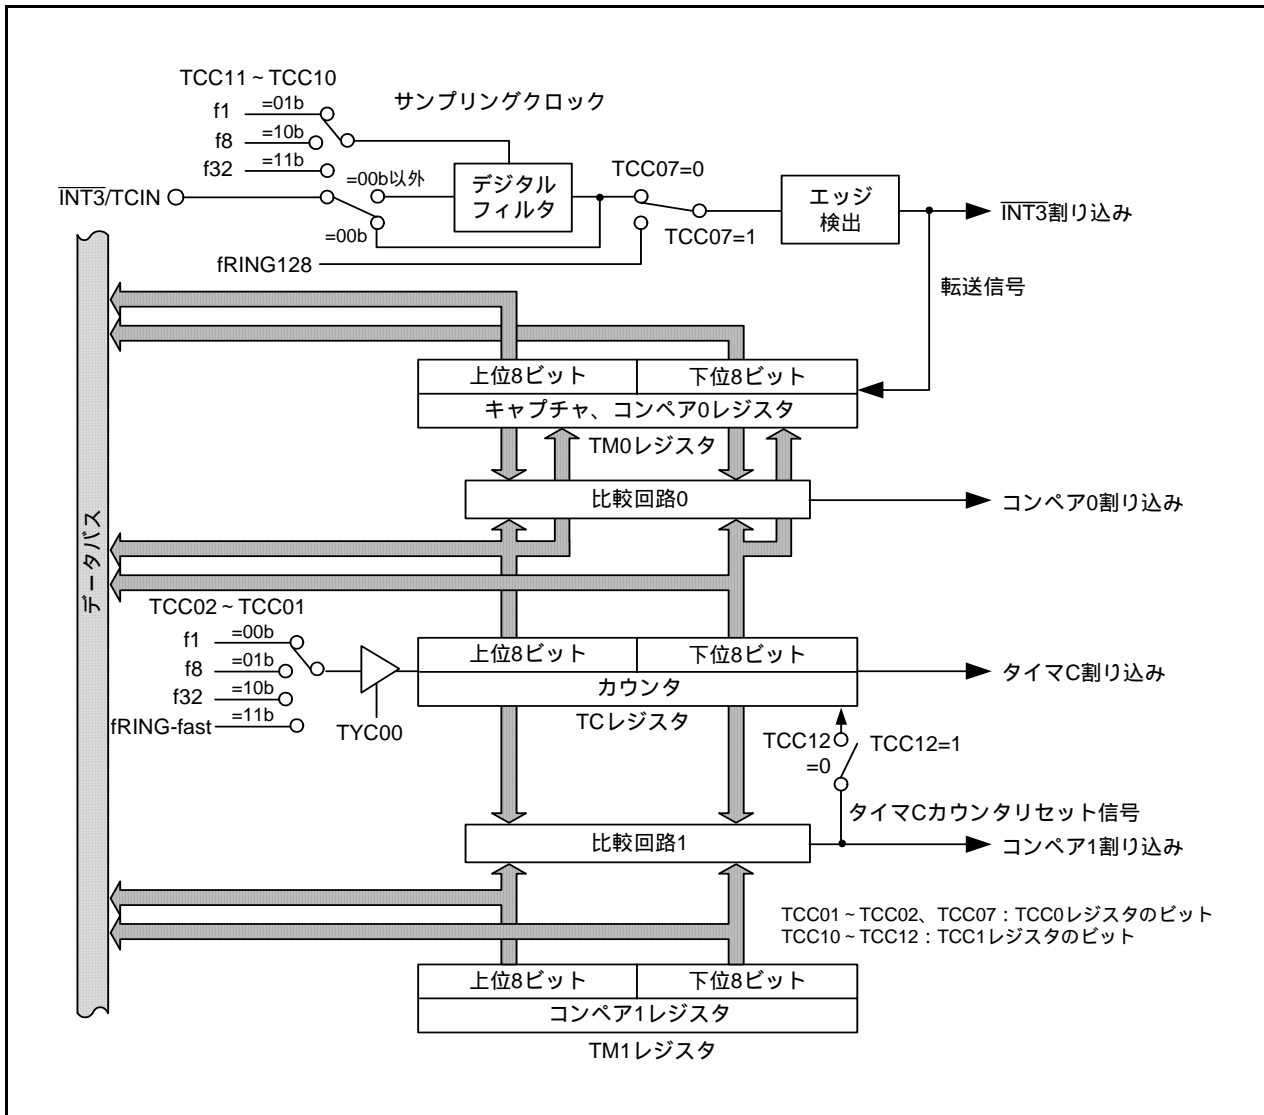 TCC11 ~ TCC10
f1 =01b
f8 =10b
f32 =11b
サンプリングクロック
INT3/TCIN
=00b以外
=00b
デジタル
フィルタ
TCC07=0
TCC07=1
fRING128
エッジ
検出
INT3割り込み
転送信号
上位8ビット 下位8ビット
キャプチャ、コンペア0レジスタ
TM0レジスタ
比較回路0
コンペア0割り込み
データバス
TCC02 ~ TCC01
f1 =00b
f8 =01b
f32 =10b
fRING-fast =11b
TYC00
上位8ビット 下位8ビット
カウンタ
TCレジスタ
タイマC割り込み
TCC12
=0
TCC12=1
タイマCカウンタリセット信号
比較回路1
コンペア1割り込み
TCC01 ~ TCC02、TCC07 : TCC0レジスタのビット
TCC10 ~ TCC12 : TCC1レジスタのビット
上位8ビット 下位8ビット
コンペア1レジスタ
TM1レジスタ